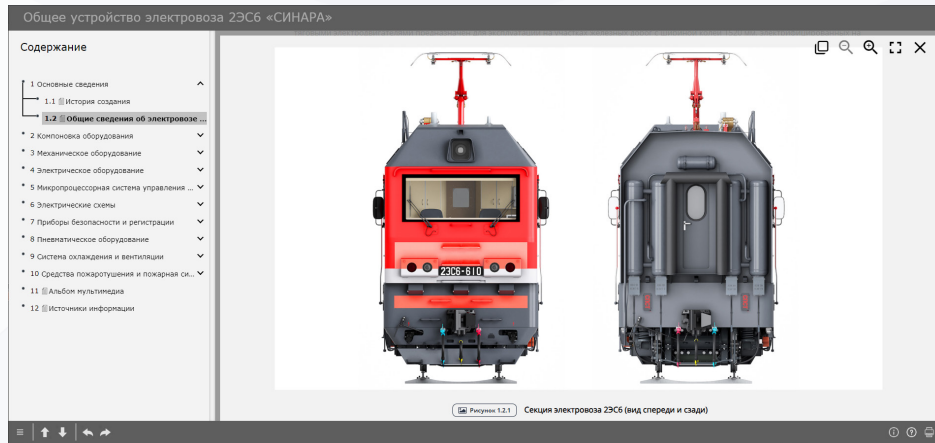 Общее устройство электровоза 2ЭС6 «СИНАРА»
Содержание
1 Основные сведения
1.1 История создания
1.2 Общие сведения об электровозе ...
2 Компоновка оборудования
3 Механическое оборудование
4 Электрическое оборудование
5 Микропроцессорная система управления ...
6 Электрические схемы
7 Приборы безопасности и регистрации
8 Пневматическое оборудование
9 Система охлаждения и вентиляции
10 Средства пожаротушения и пожарная си...
11 Альбом мультимедиа
12 Источники информации
2ЭС6-610
Рисунок 1.2.1 Секция электровоза 2ЭС6 (вид спереди и сзади)